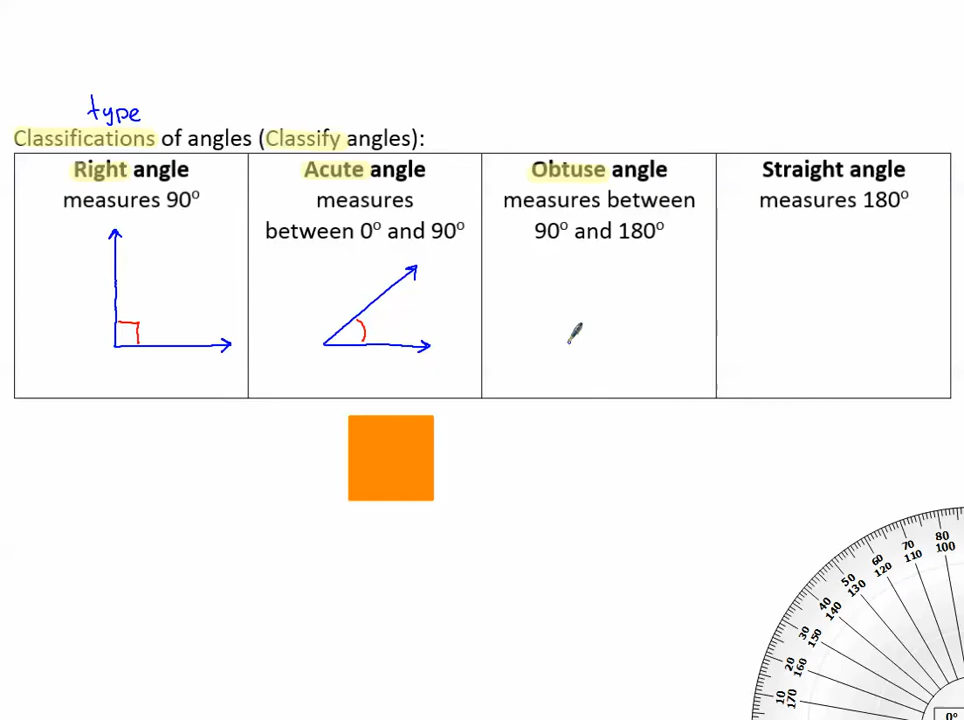 type
Classifications of angles (Classify angles):
Right angle
measures 90°
Acute angle
measures
between 0° and 90°
Obtuse angle
measures between
90° and 180°
Straight angle
measures 180°
80
100
70
110
60
120
50
130
40
140
30
150
20
160
10
170
0°